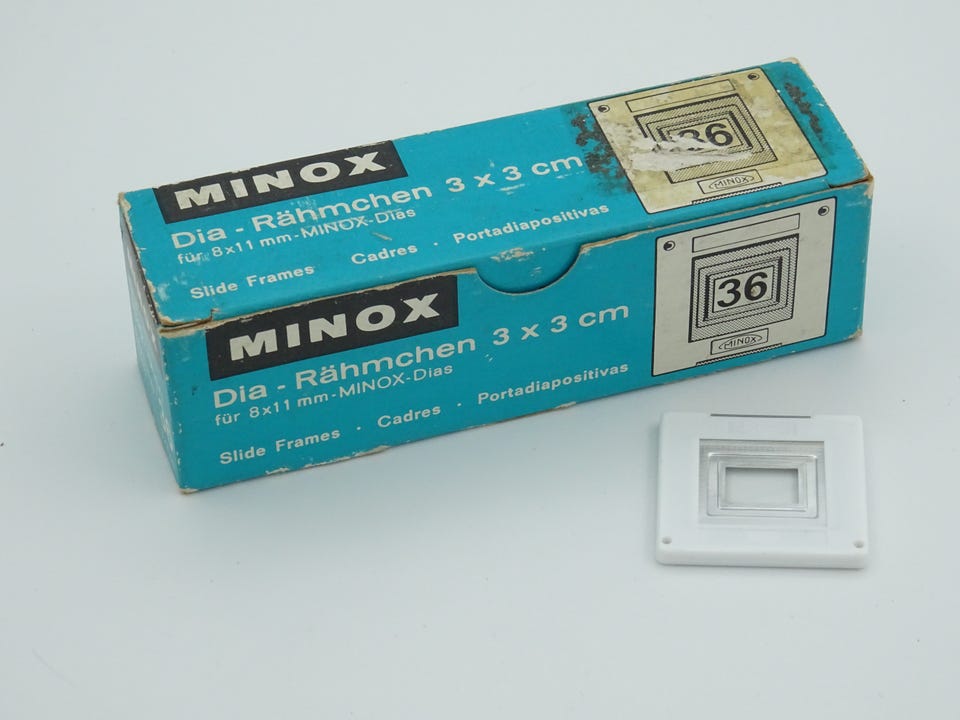 MINOX
Dia - Rähmchen 3 x 3 cm
für 8x11 mm-MINOX-Dias
Slide Frames · Cadres · Portadiapositivas
36
MINOX
MINOX
Dia - Rähmchen 3 x 3 cm
für 8x11 mm-MINOX-Dias
Slide Frames · Cadres · Portadiapositivas
36
MINOX